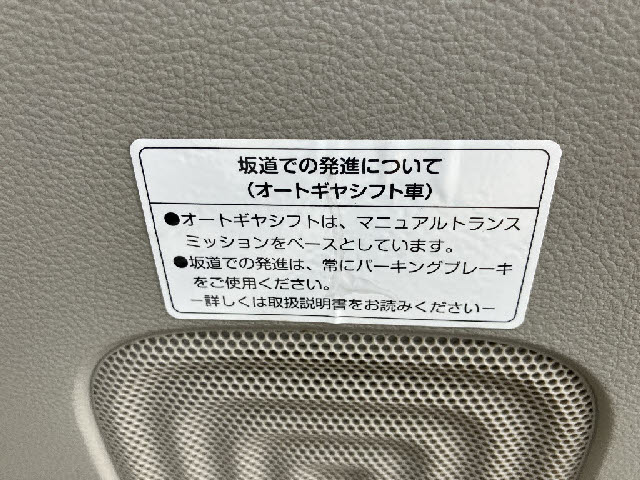 坂道での発進について
（オートギヤシフト車）
●オートギヤシフトは、マニュアルトランス
ミッションをベースとしています。
●坂道での発進は、常にパーキングブレーキ
をご使用ください。
ー詳しくは取扱説明書をお読みくださいー